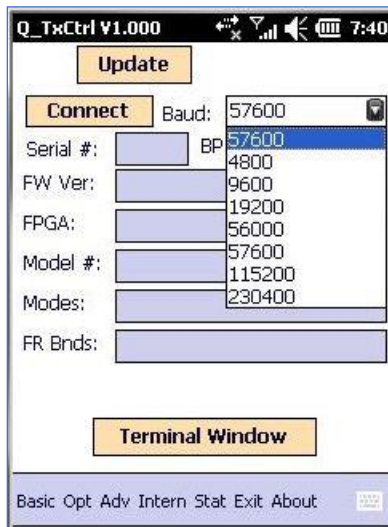 Q_TxCtrl V1.000 7:40
Update
Connect Baud: 57600
Serial #: BP 57600
4800
FW Ver: 9600
19200
FPGA: 56000
57600
Model #: 115200
230400
Modes:
FR Bnds:
Terminal Window
Basic Opt Adv Intern Stat Exit About